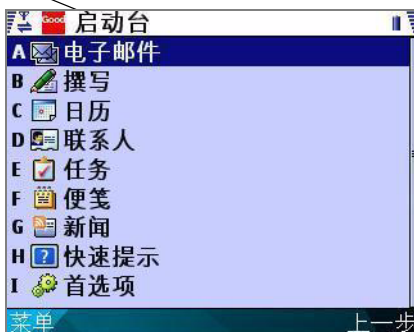 Good 启动台
A 电子邮件
B 撰写
C 日历
D 联系人
E 任务
F 便笺
G 新闻
H 快速提示
I 首选项
菜单 上一步